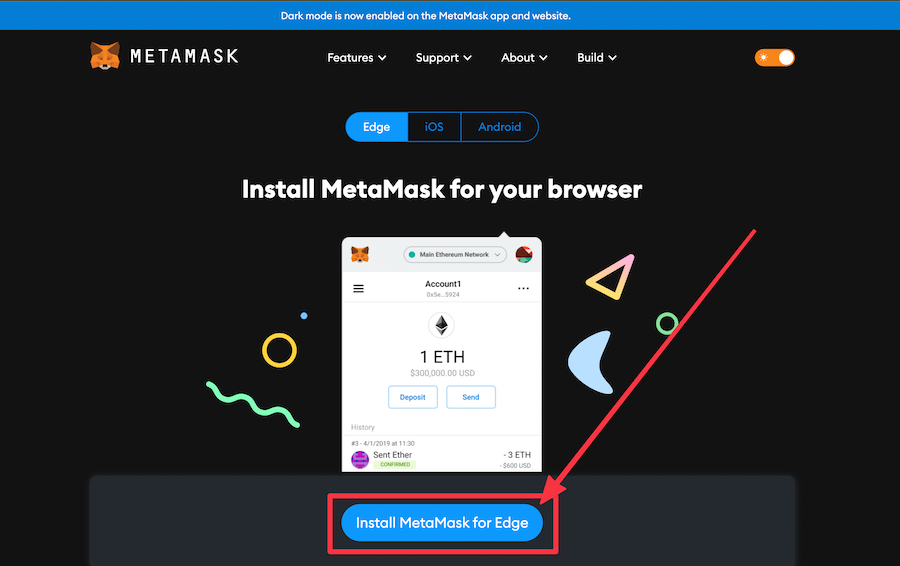 Dark mode is now enabled on the MetaMask app and website.
METAMASK
Features
Support
About
Build
Edge
iOS
Android
Install MetaMask for your browser
Main Ethereum Network
Account1
0x5e...5924
1 ETH
$300,000.00 USD
Deposit
Send
History
#3 - 4/1/2019 at 11:30
Sent Ether
- 3 ETH
CONFIRMED
- $600 USD
Install MetaMask for Edge